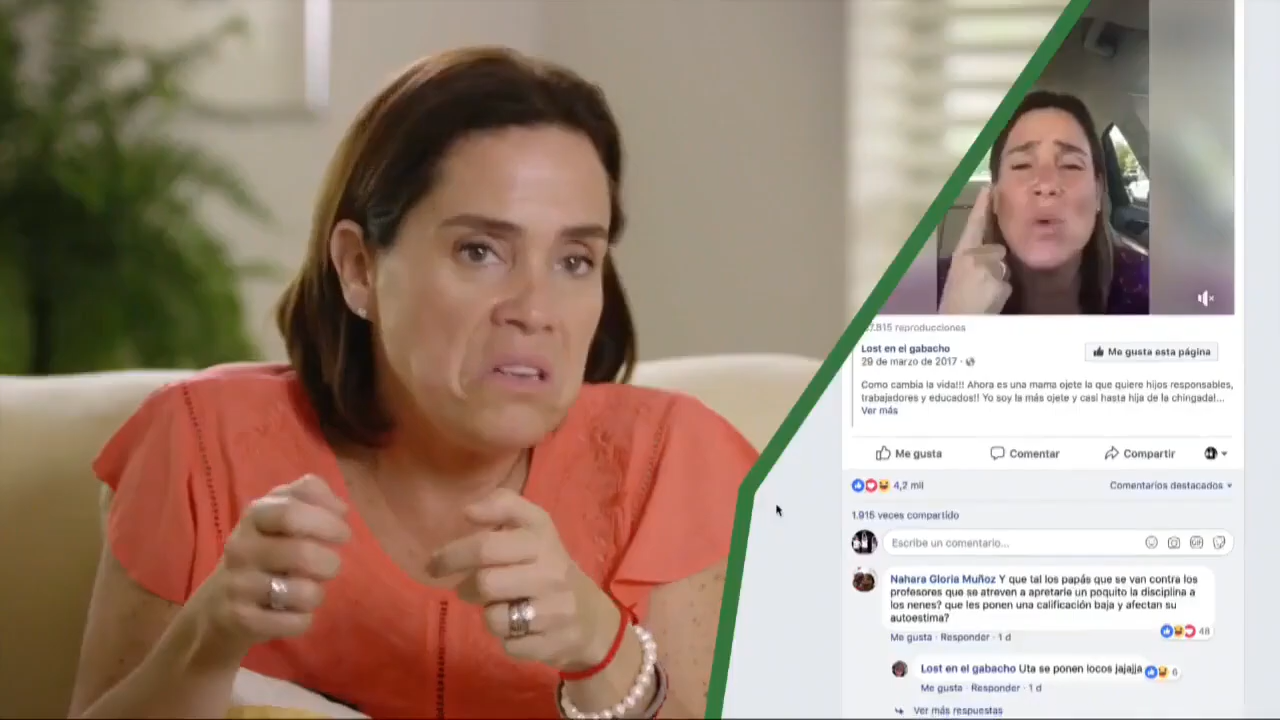 7.815 reproducciones
Lost en el gabacho
29 de marzo de 2017 ·
Me gusta esta página
Como cambia la vida!!! Ahora es una mama ojete la que quiere hijos responsables,
trabajadores y educados!! Yo soy la más ojete y casi hasta hija de la chingada!...
Ver más
Me gusta
Comentar
Compartir
4,2 mil
Comentarios destacados
1.915 veces compartido
Escribe un comentario...
GIF
Nahara Gloria Muñoz Y que tal los papás que se van contra los
profesores que se atreven a apretarle un poquito la disciplina a
los nenes? que les ponen una calificación baja y afectan su
autoestima?
48
Me gusta · Responder · 1 d
Lost en el gabacho Uta se ponen locos jajajja
6
Me gusta · Responder · 1 d
Ver más respuestas